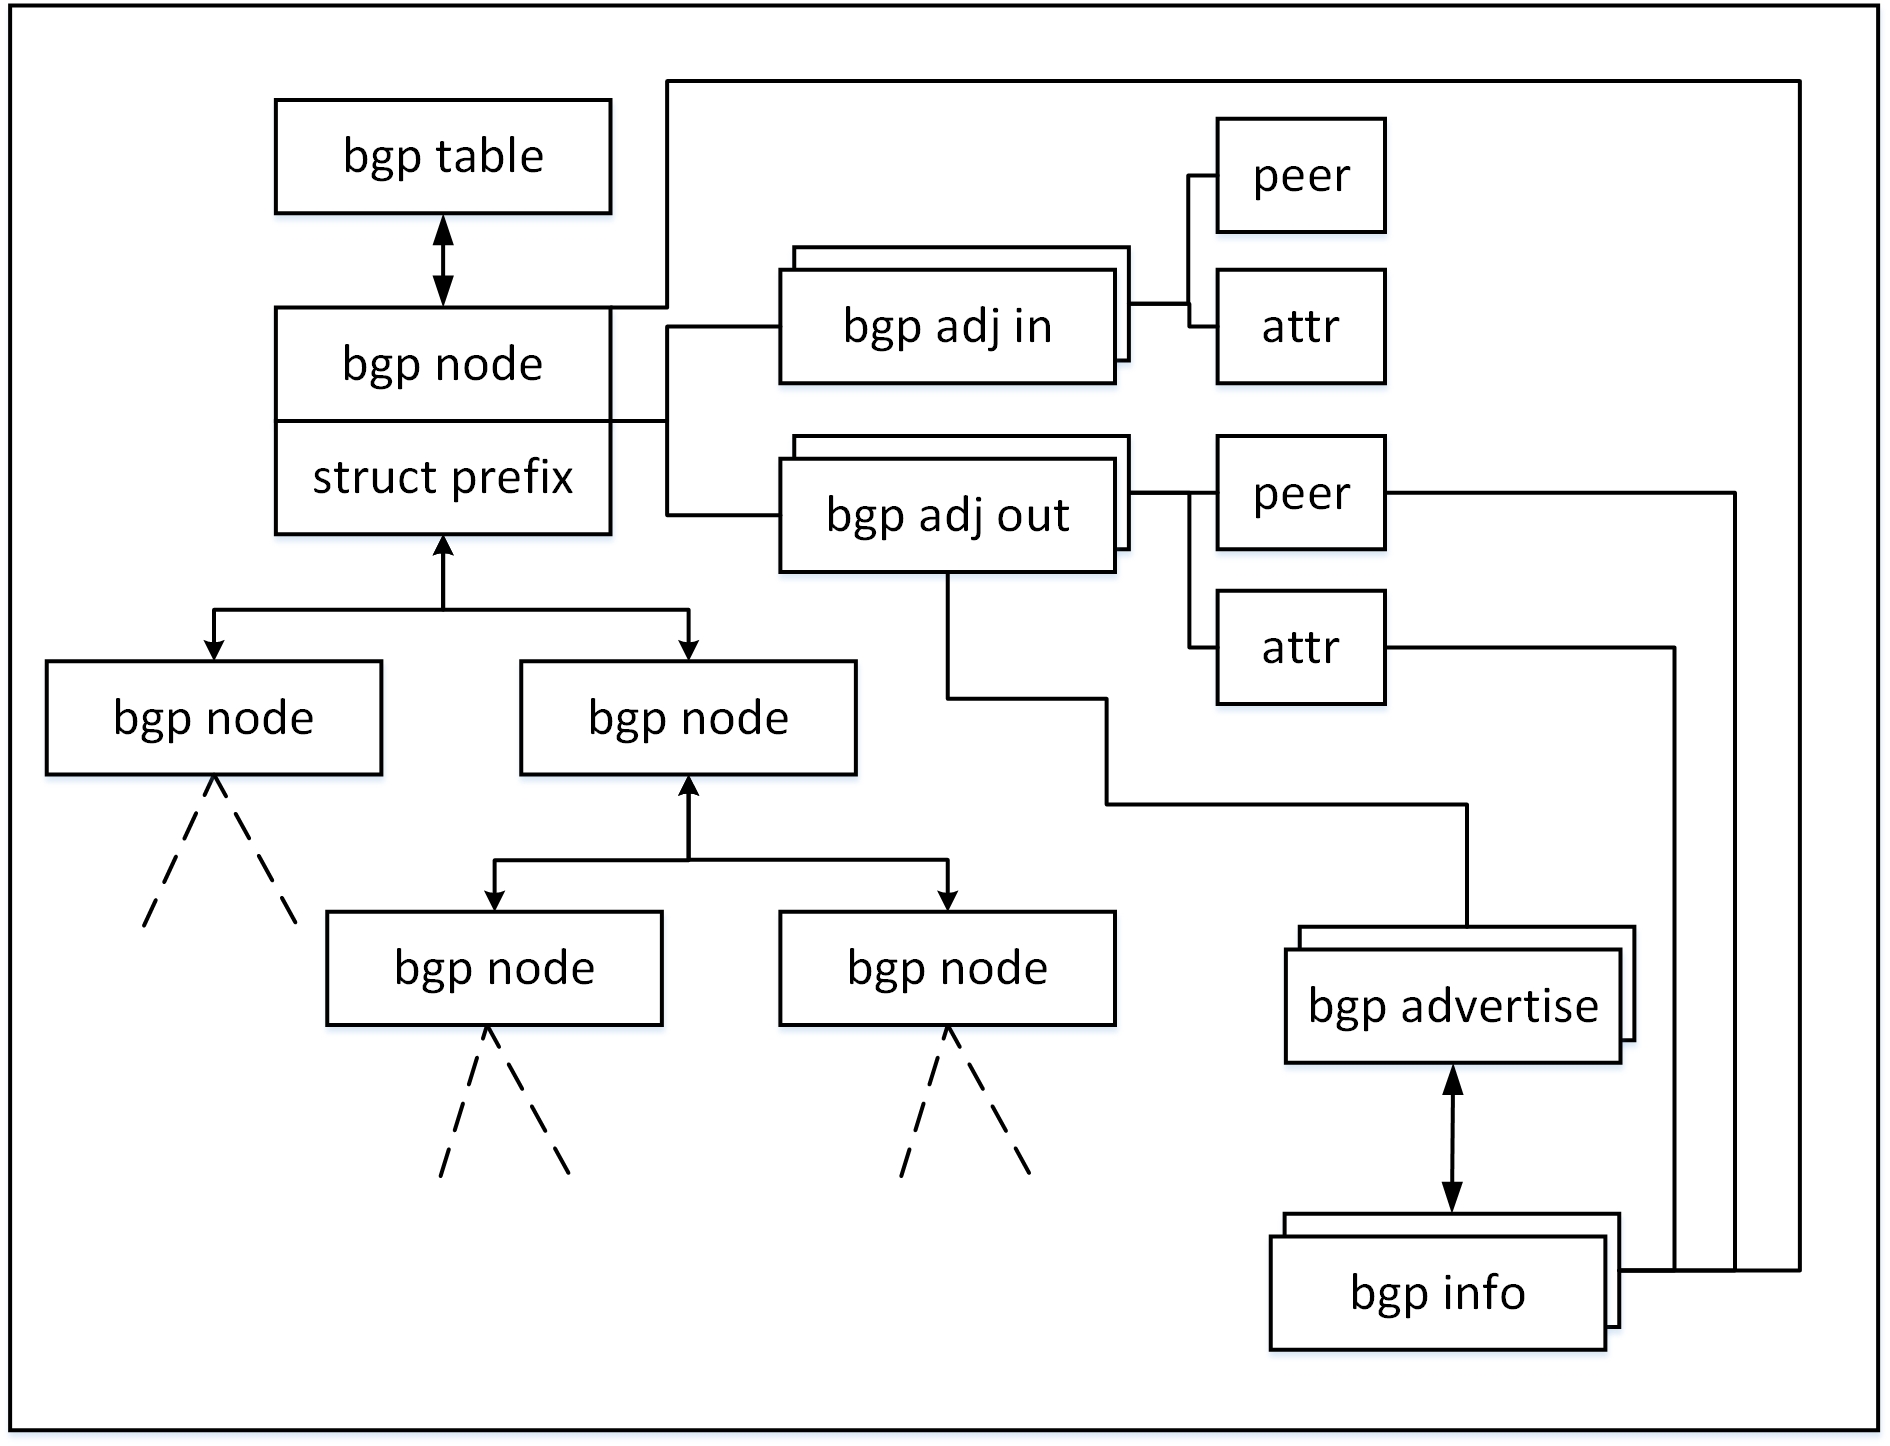 bgp table
peer
bgp adj in
attr
bgp node
struct prefix
peer
bgp adj out
attr
bgp node
bgp node
bgp node
bgp node
bgp advertise
bgp info